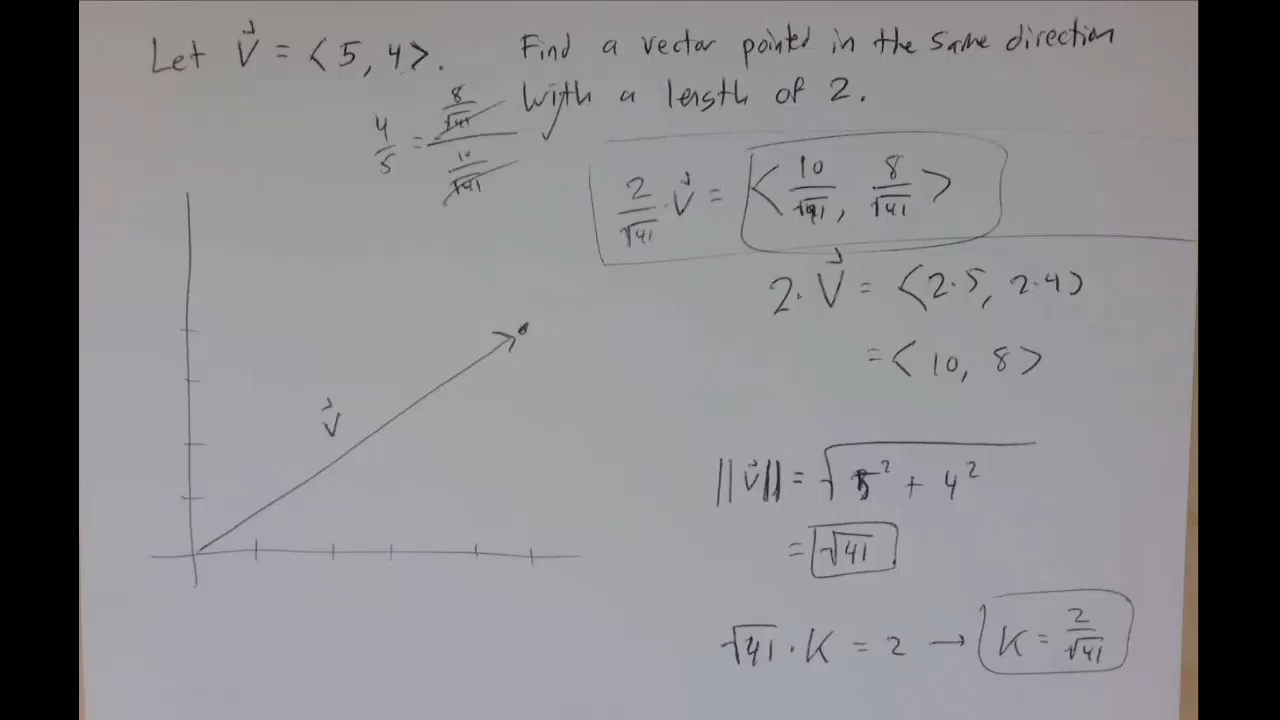 Let v⃗ = ⟨5, 4⟩. Find a vector pointed in the same direction
with a length of 2.
4/5 = (8/√41)/(10/√41) ✓
2/√41 · v⃗ = ⟨10/√41, 8/√41⟩
2· v⃗ = ⟨2·5, 2·4⟩
= ⟨10, 8⟩
v⃗
||v⃗|| = √(5² + 4²)
= √41
√41 · K = 2 → K = 2/√41